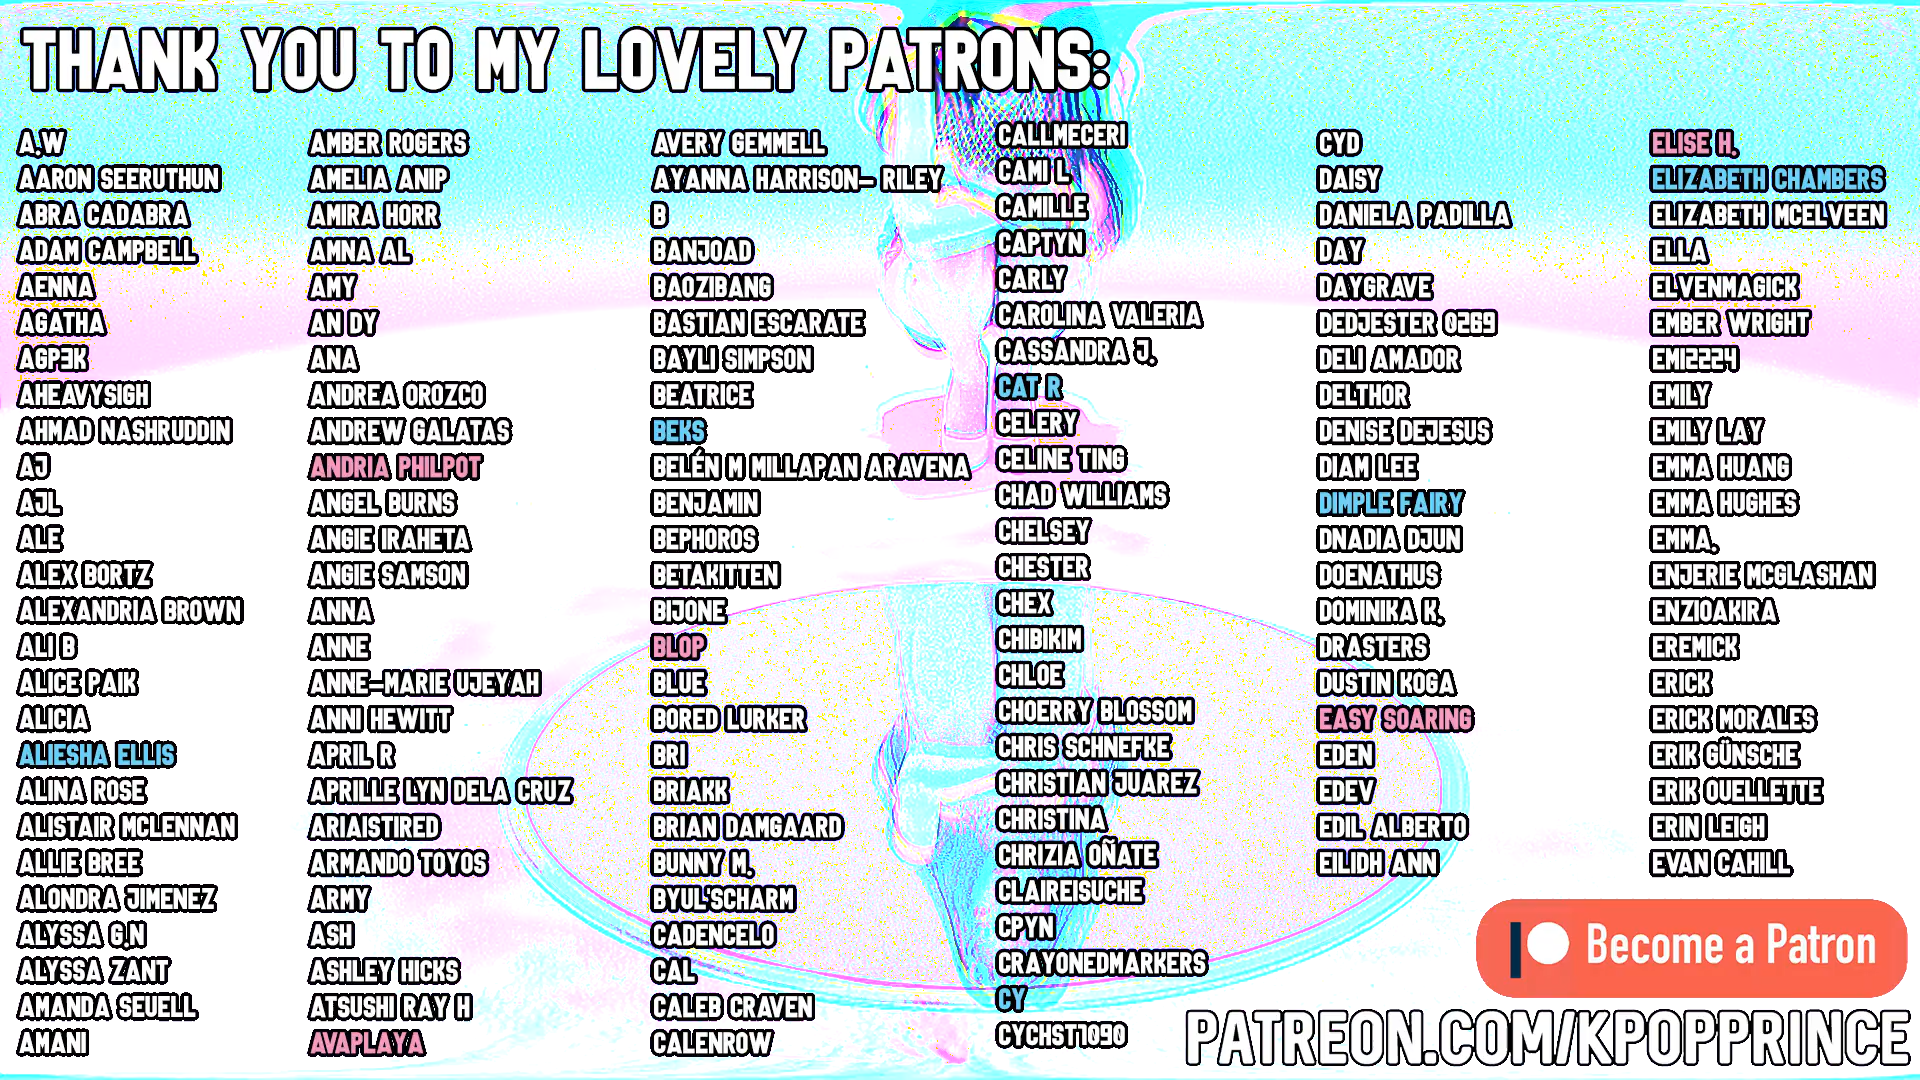 THANK YOU TO MY LOVELY PATRONS:
A.W
AARON SEERUTHUN
ABRA CADABRA
ADAM CAMPBELL
AENNA
AGATHA
AGP3K
AHEAVYSIGH
AHMAD NASHRUDDIN
AJ
AJL
ALE
ALEX BORTZ
ALEXANDRIA BROWN
ALI B
ALICE PAIK
ALICIA
ALIESHA ELLIS
ALINA ROSE
ALISTAIR MCLENNAN
ALLIE BREE
ALONDRA JIMENEZ
ALYSSA G.N
ALYSSA ZANT
AMANDA SEUELL
AMANI
AMBER ROGERS
AMELIA ANIP
AMIRA HORR
AMNA AL
AMY
AN DY
ANA
ANDREA OROZCO
ANDREW GALATAS
ANDRIA PHILPOT
ANGEL BURNS
ANGIE IRAHETA
ANGIE SAMSON
ANNA
ANNE
ANNE-MARIE UJEYAH
ANNI HEWITT
APRIL R
APRILLE LYN DELA CRUZ
ARIAISTIRED
ARMANDO TOYOS
ARMY
ASH
ASHLEY HICKS
ATSUSHI RAY H
AVAPLAYA
AVERY GEMMELL
AYANNA HARRISON- RILEY
B
BANJOAD
BAOZIBANG
BASTIAN ESCARATE
BAYLI SIMPSON
BEATRICE
BEKS
BELÉN M MILLAPAN ARAVENA
BENJAMIN
BEPHOROS
BETAKITTEN
BIJONE
BLOP
BLUE
BORED LURKER
BRI
BRIAKK
BRIAN DAMGAARD
BUNNY M.
BYUL'SCHARM
CADENCELO
CAL
CALEB CRAVEN
CALENROW
CALLMECERI
CAMI L
CAMILLE
CAPTYN
CARLY
CAROLINA VALERIA
CASSANDRA J.
CAT R
CELERY
CELINE TING
CHAD WILLIAMS
CHELSEY
CHESTER
CHEX
CHIBIKIM
CHLOE
CHOERRY BLOSSOM
CHRIS SCHNEFKE
CHRISTIAN JUAREZ
CHRISTINA
CHRIZIA OÑATE
CLAIREISUCHE
CPYN
CRAYONEDMARKERS
CY
CYCHST1090
CYD
DAISY
DANIELA PADILLA
DAY
DAYGRAVE
DEDJESTER 0269
DELI AMADOR
DELTHOR
DENISE DEJESUS
DIAM LEE
DIMPLE FAIRY
DNADIA DJUN
DOENATHUS
DOMINIKA K.
DRASTERS
DUSTIN KOGA
EASY SOARING
EDEN
EDEV
EDIL ALBERTO
EILIDH ANN
ELISE H.
ELIZABETH CHAMBERS
ELIZABETH MCELVEEN
ELLA
ELVENMAGICK
EMBER WRIGHT
EMI2224
EMILY
EMILY LAY
EMMA HUANG
EMMA HUGHES
EMMA.
ENJERIE MCGLASHAN
ENZIOAKIRA
EREMICK
ERICK
ERICK MORALES
ERIK GÜNSCHE
ERIK OUELLETTE
ERIN LEIGH
EVAN CAHILL
Become a Patron
PATREON.COM/KPOPPRINCE